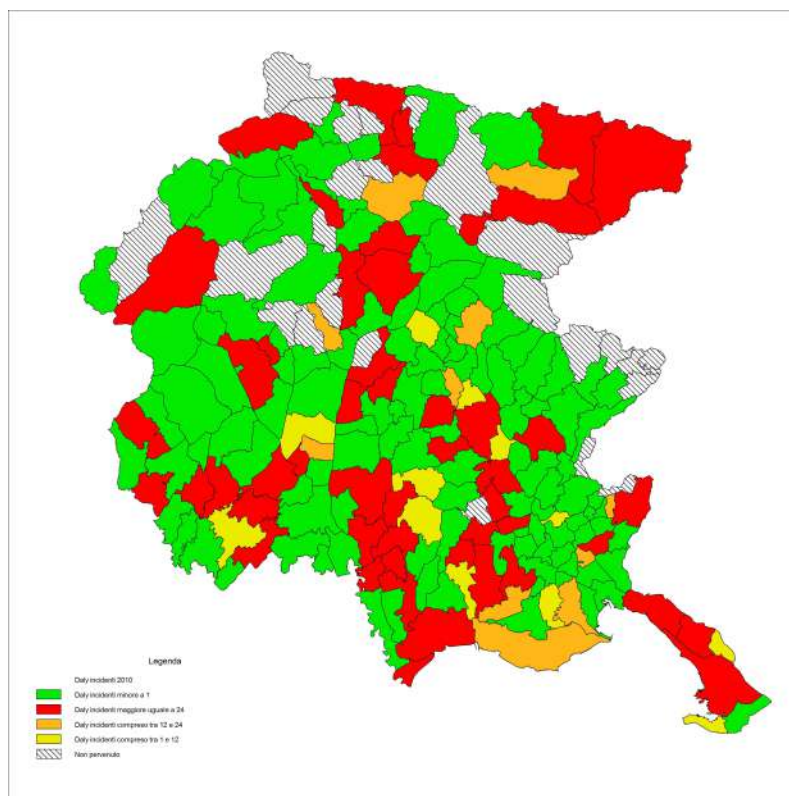 Legenda
Daly incidenti 2010
Daly incidenti minore a 1
Daly incidenti maggiore uguale a 24
Daly incidenti compreso tra 12 e 24
Daly incidenti compreso tra 1 e 12
Non pervenuto